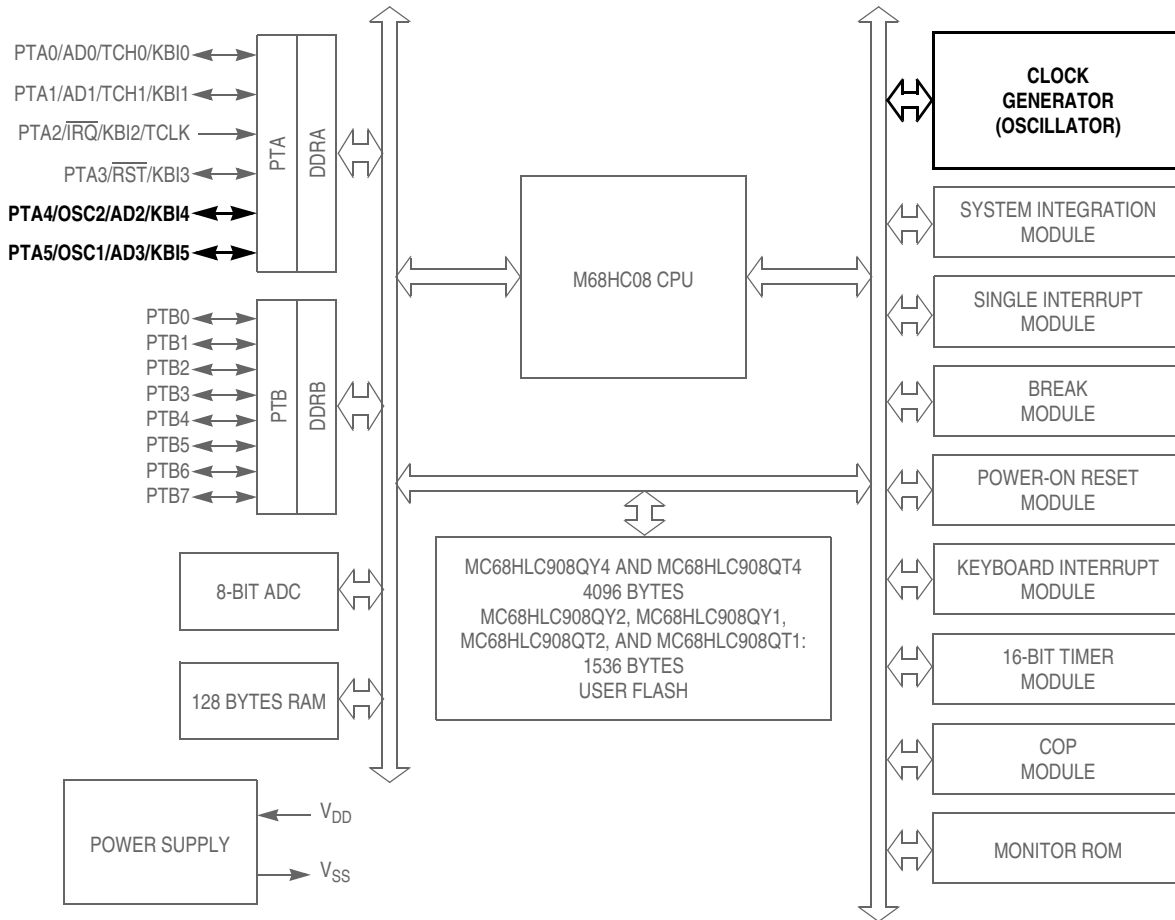 PTA0/AD0/TCH0/KBI0
PTA1/AD1/TCH1/KBI1
PTA2/I̅R̅Q̅/KBI2/TCLK
PTA3/R̅S̅T̅/KBI3
PTA4/OSC2/AD2/KBI4
PTA5/OSC1/AD3/KBI5
PTA
DDRA
PTB0
PTB1
PTB2
PTB3
PTB4
PTB5
PTB6
PTB7
PTB
DDRB
8-BIT ADC
128 BYTES RAM
POWER SUPPLY
VDD
VSS
M68HC08 CPU
MC68HLC908QY4 AND MC68HLC908QT4
4096 BYTES
MC68HLC908QY2, MC68HLC908QY1,
MC68HLC908QT2, AND MC68HLC908QT1:
1536 BYTES
USER FLASH
CLOCK
GENERATOR
(OSCILLATOR)
SYSTEM INTEGRATION
MODULE
SINGLE INTERRUPT
MODULE
BREAK
MODULE
POWER-ON RESET
MODULE
KEYBOARD INTERRUPT
MODULE
16-BIT TIMER
MODULE
COP
MODULE
MONITOR ROM